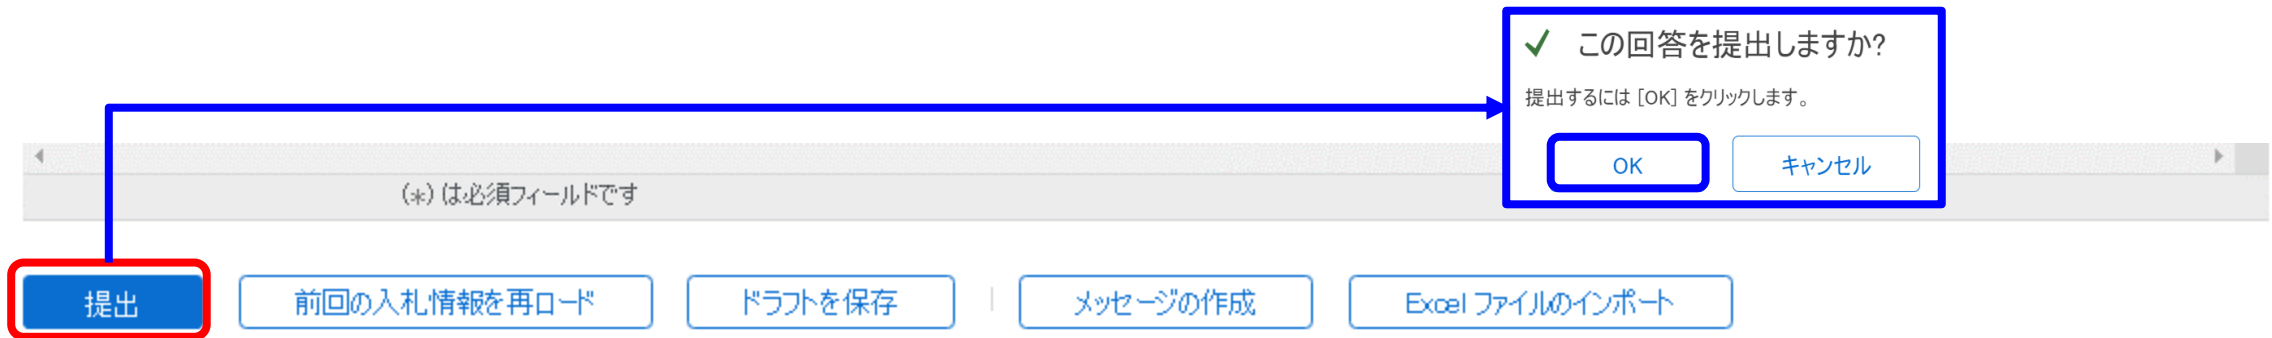 この回答を提出しますか?
提出するには [OK] をクリックします。
OK キャンセル
(*) は必須フィールドです
提出 前回の入札情報を再ロード ドラフトを保存 メッセージの作成 Excel ファイルのインポート